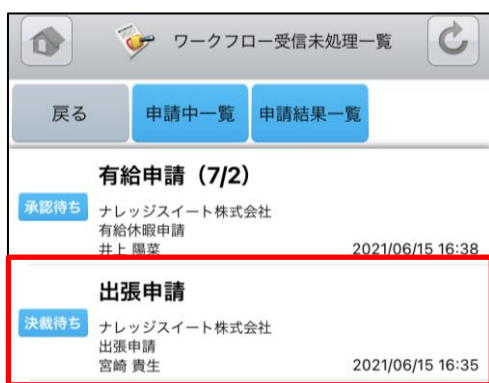 ワークフロー受信未処理一覧
戻る 申請中一覧 申請結果一覧
有給申請（7/2）
承認待ち
ナレッジスイート株式会社
有給休暇申請
井上 陽菜 2021/06/15 16:38
出張申請
決裁待ち
ナレッジスイート株式会社
出張申請
宮崎 貴生 2021/06/15 16:35